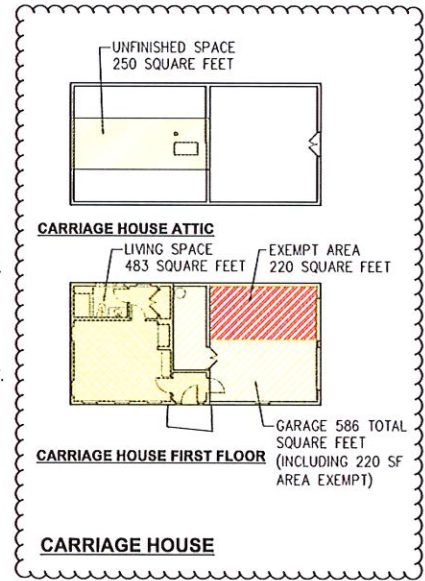 UNFINISHED SPACE
250 SQUARE FEET
CARRIAGE HOUSE ATTIC
LIVING SPACE
483 SQUARE FEET
EXEMPT AREA
220 SQUARE FEET
GARAGE 586 TOTAL
SQUARE FEET
(INCLUDING 220 SF
AREA EXEMPT)
CARRIAGE HOUSE FIRST FLOOR
CARRIAGE HOUSE